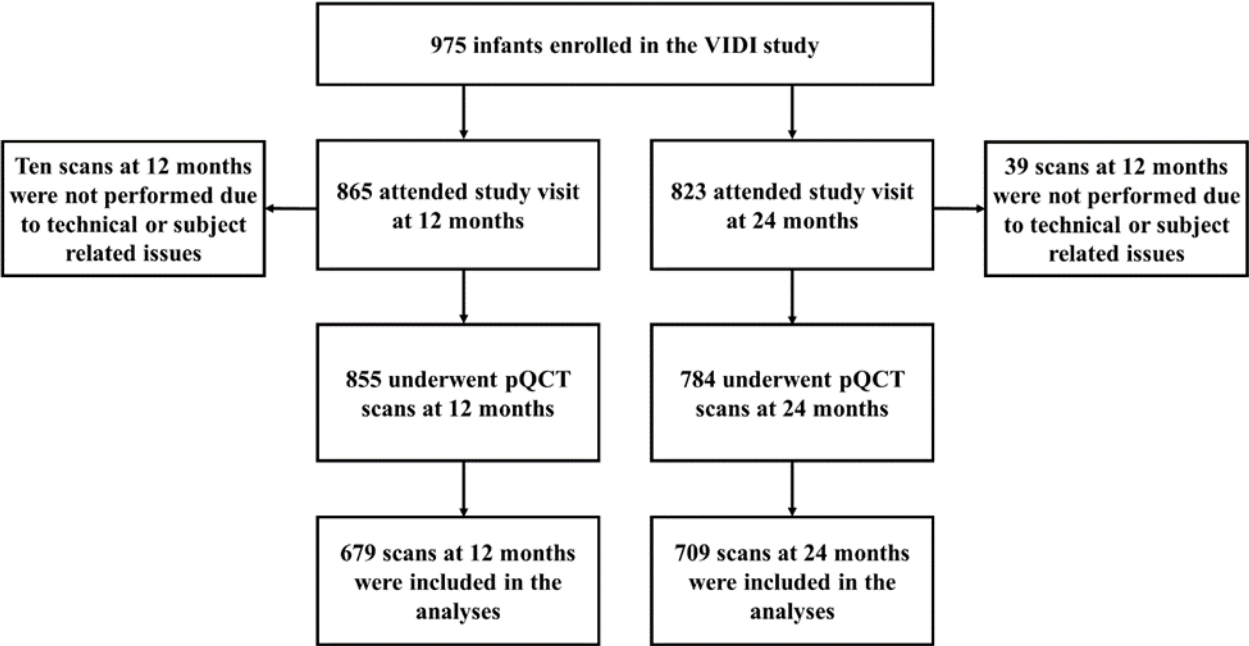 975 infants enrolled in the VIDI study
Ten scans at 12 months
were not performed due
to technical or subject
related issues
865 attended study visit
at 12 months
823 attended study visit
at 24 months
39 scans at 12 months
were not performed due
to technical or subject
related issues
855 underwent pQCT
scans at 12 months
784 underwent pQCT
scans at 24 months
679 scans at 12 months
were included in the
analyses
709 scans at 24 months
were included in the
analyses